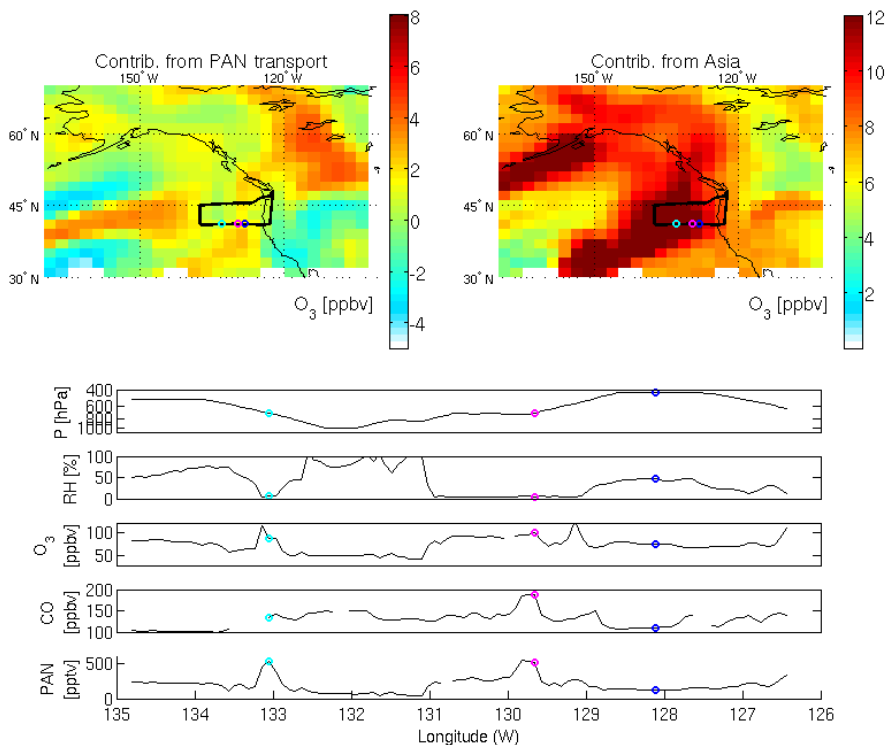 Contrib. from PAN transport
150°W 120°W
60°N
45°N
30°N
8
6
4
2
0
-2
-4
O3 [ppbv]
Contrib. from Asia
150°W 120°W
60°N
45°N
30°N
12
10
8
6
4
2
O3 [ppbv]
P [hPa]
400
600
800
1000
RH [%]
100
50
0
O3 [ppbv]
100
50
CO [ppbv]
200
150
100
PAN [pptv]
500
0
135 134 133 132 131 130 129 128 127 126
Longitude (W)